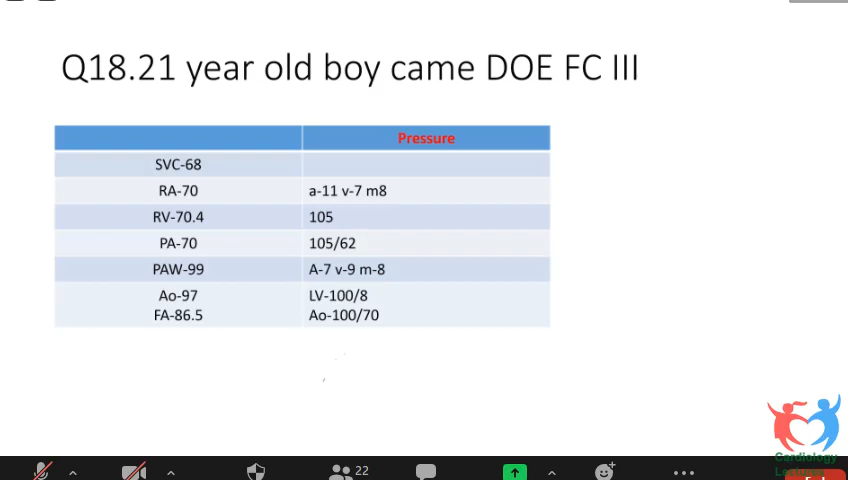 Q18.21 year old boy came DOE FC III
Pressure
SVC-68
RA-70 a-11 v-7 m8
RV-70.4 105
PA-70 105/62
PAW-99 A-7 v-9 m-8
Ao-97 LV-100/8
FA-86.5 Ao-100/70
22
Cardiology
Lectures